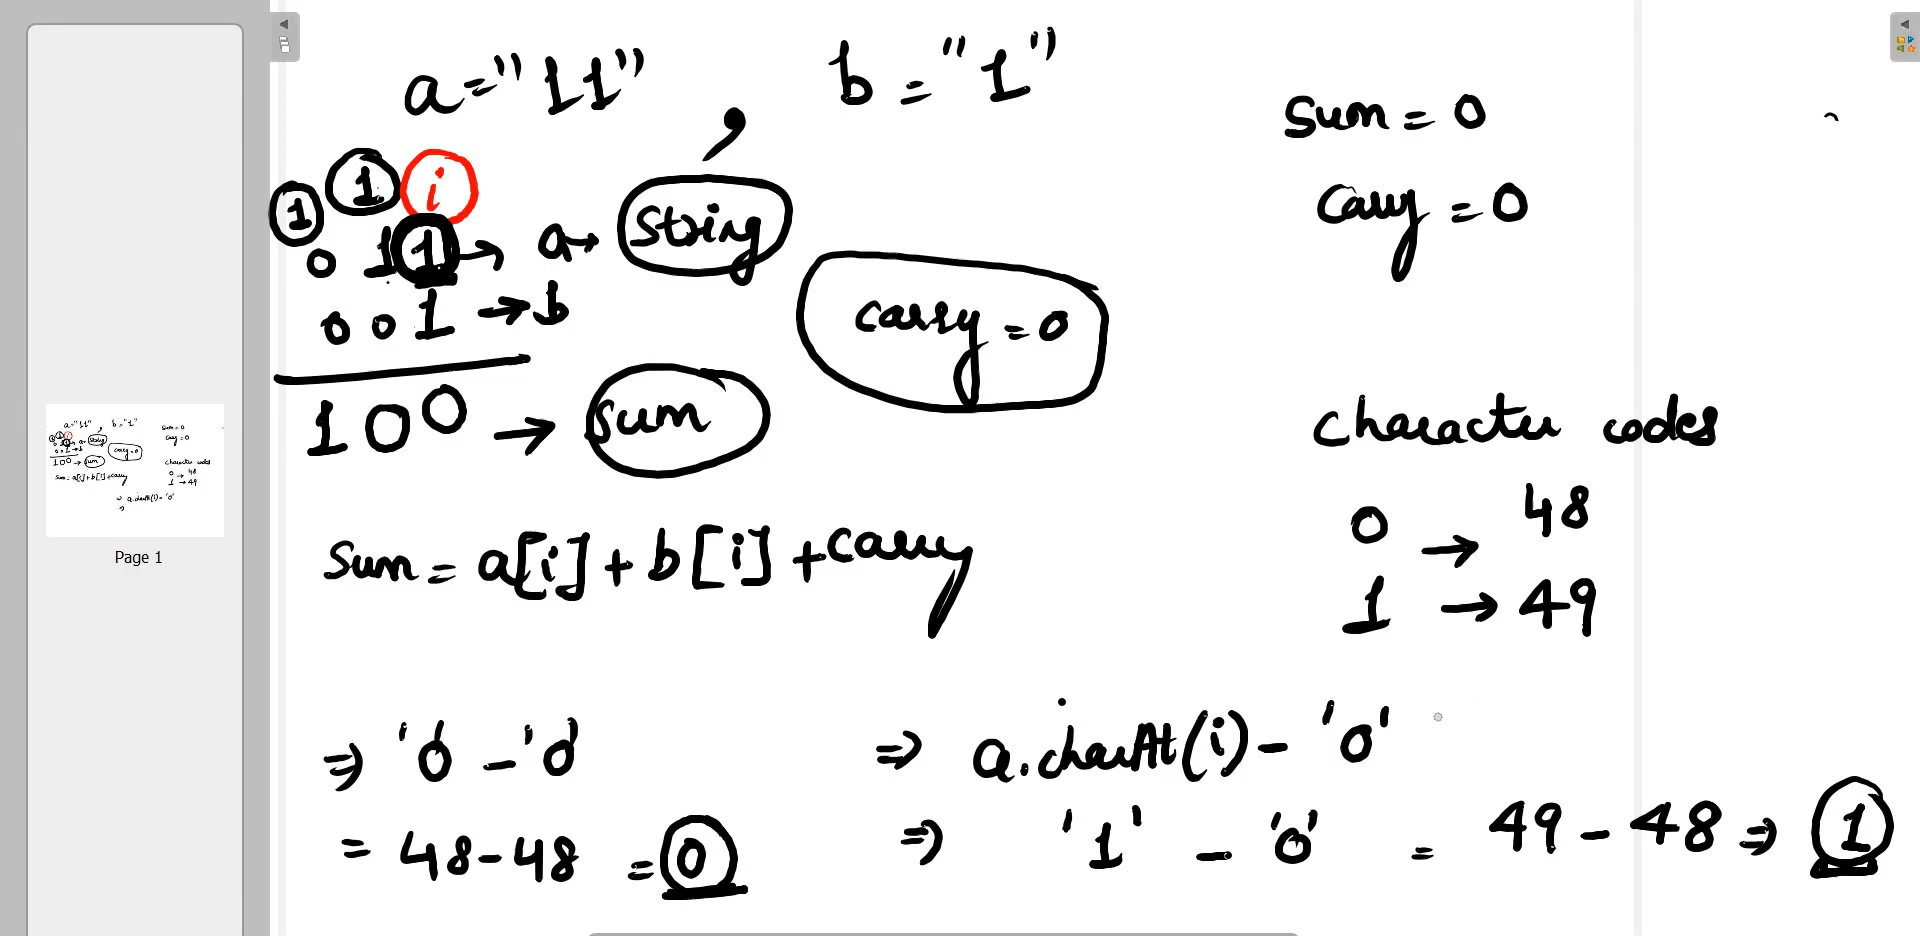 a="11" , b="1"
sum=0
carry=0
1 1 i
0 1 1 → a → String
0 0 1 → b
carry=0
1 0 0 → sum
character codes
0 → 48
1 → 49
sum = a[i] + b[i] + carry
⇒ '0' - '0'
= 48-48 = 0
⇒ a.charAt(i) - '0'
⇒ '1' - '0' = 49 - 48 ⇒ 1
Page 1